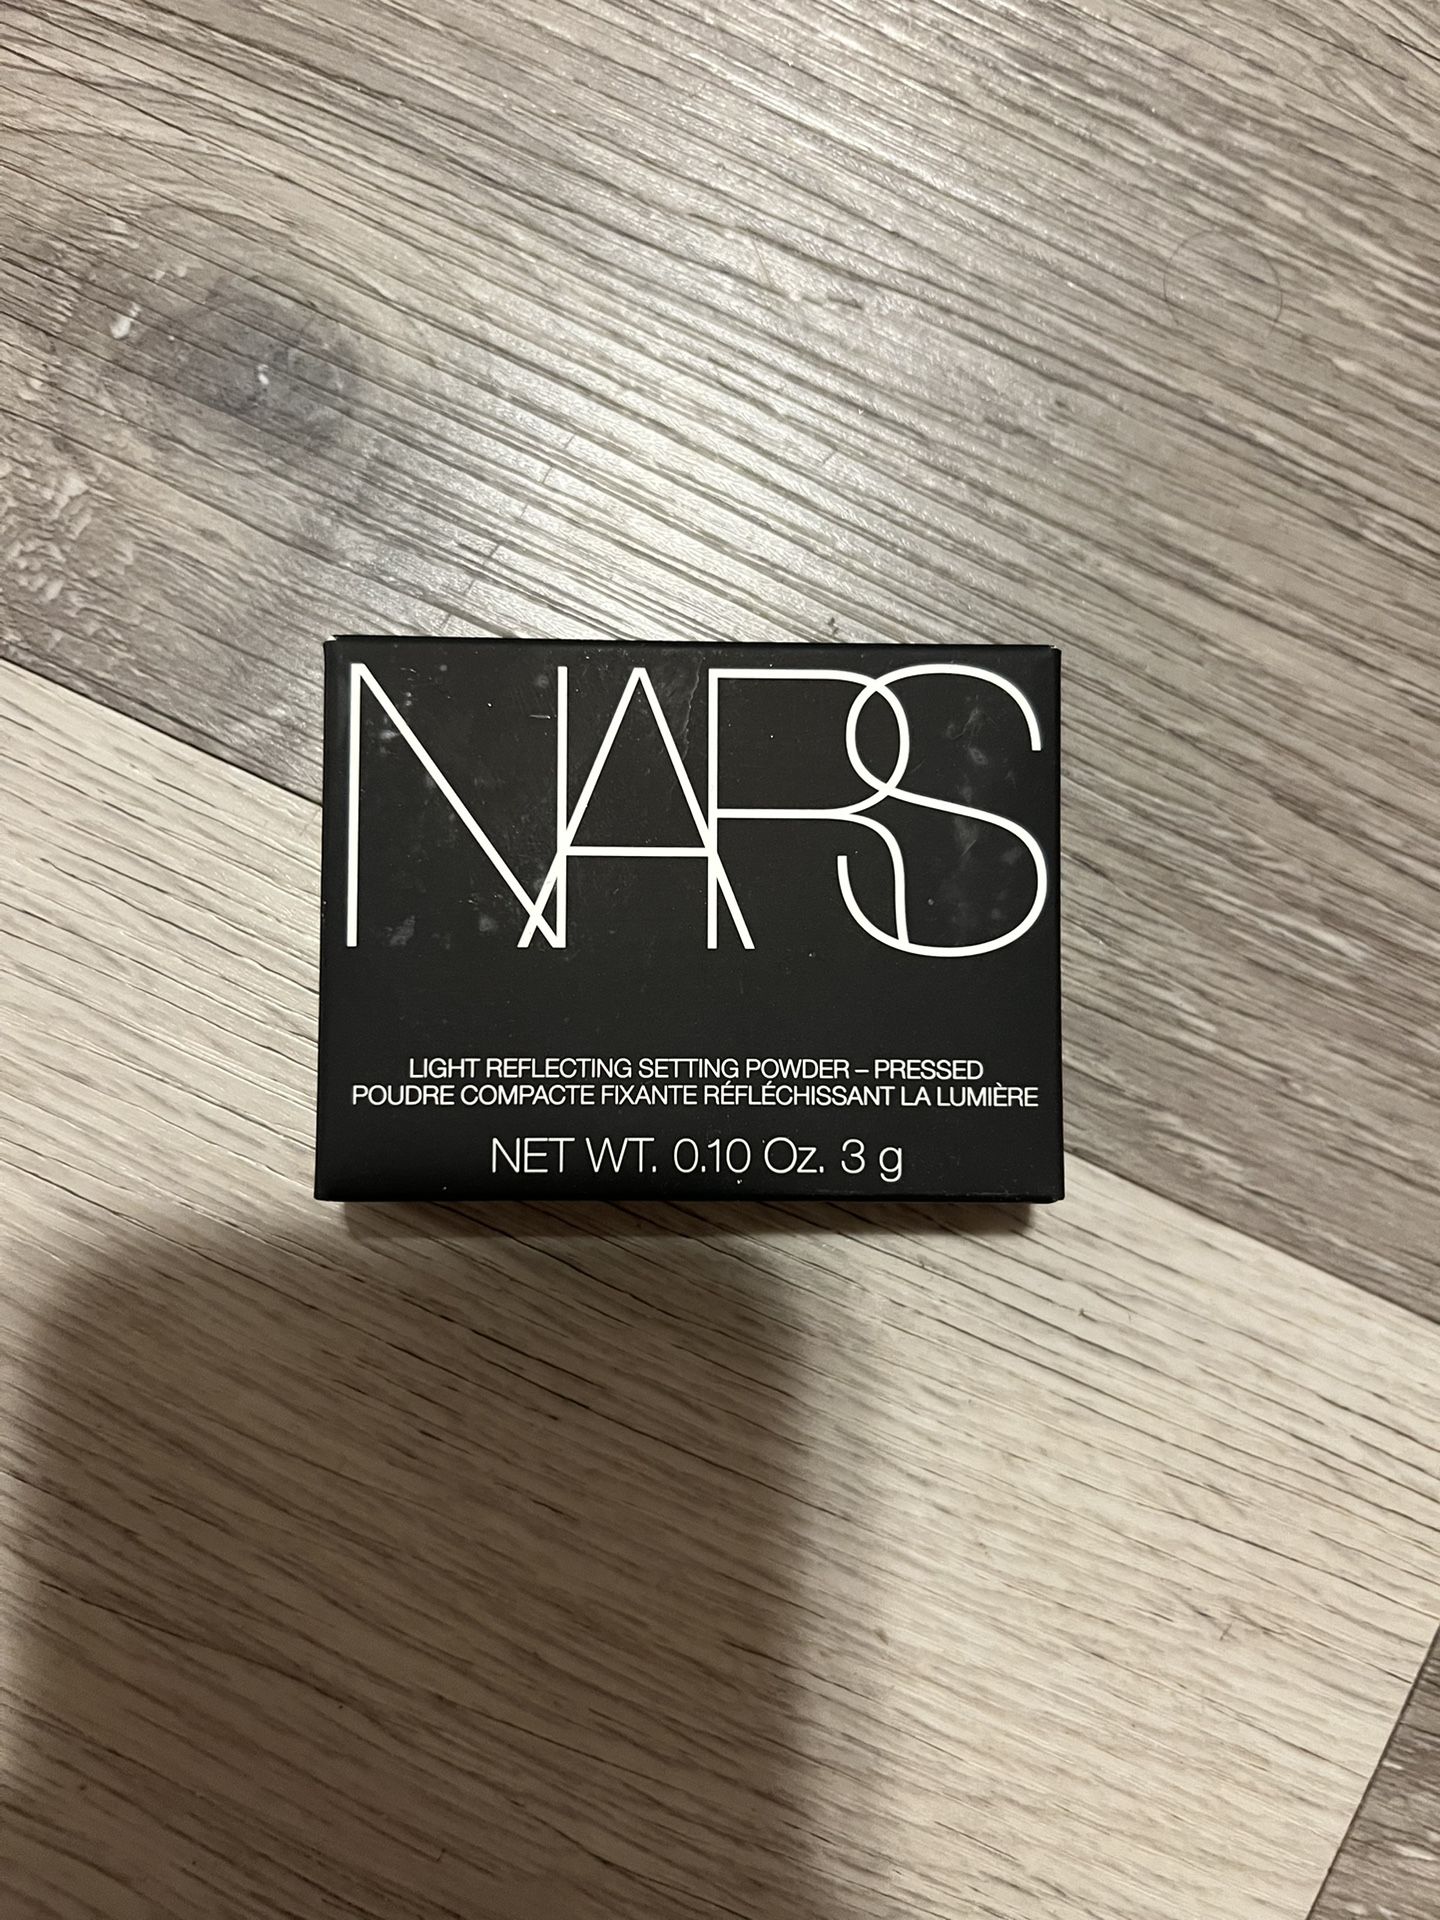 NARS
LIGHT REFLECTING SETTING POWDER – PRESSED
POUDRE COMPACTE FIXANTE RÉFLÉCHISSANT LA LUMIÈRE
NET WT. 0.10 Oz. 3 g